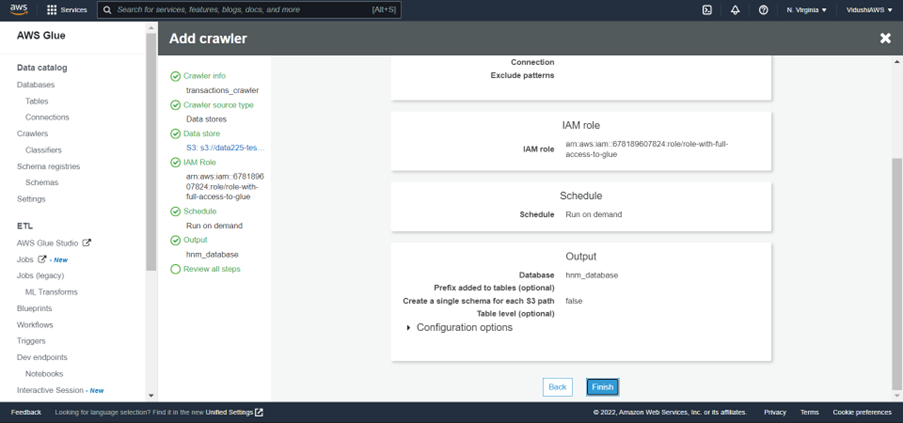 aws
Services
Search for services, features, blogs, docs, and more
[Alt+S]
N. Virginia
VidushiAWS
AWS Glue
Data catalog
Databases
Tables
Connections
Crawlers
Classifiers
Schema registries
Schemas
Settings
ETL
AWS Glue Studio
Jobs - New
Jobs (legacy)
ML Transforms
Blueprints
Workflows
Triggers
Dev endpoints
Notebooks
Interactive Session - New
Add crawler
Crawler info
transactions_crawler
Crawler source type
Data stores
Data store
S3: s3://data225-tes...
IAM Role
arn:aws:iam::6781896
07824:role/role-with-
full-access-to-glue
Schedule
Run on demand
Output
hnm_database
Review all steps
Connection
Exclude patterns
IAM role
IAM role arn:aws:iam::678189607824:role/role-with-full-
access-to-glue
Schedule
Schedule Run on demand
Output
Database hnm_database
Prefix added to tables (optional)
Create a single schema for each S3 path false
Table level (optional)
Configuration options
Back
Finish
Feedback
Looking for language selection? Find it in the new Unified Settings
© 2022, Amazon Web Services, Inc. or its affiliates.
Privacy
Terms
Cookie preferences